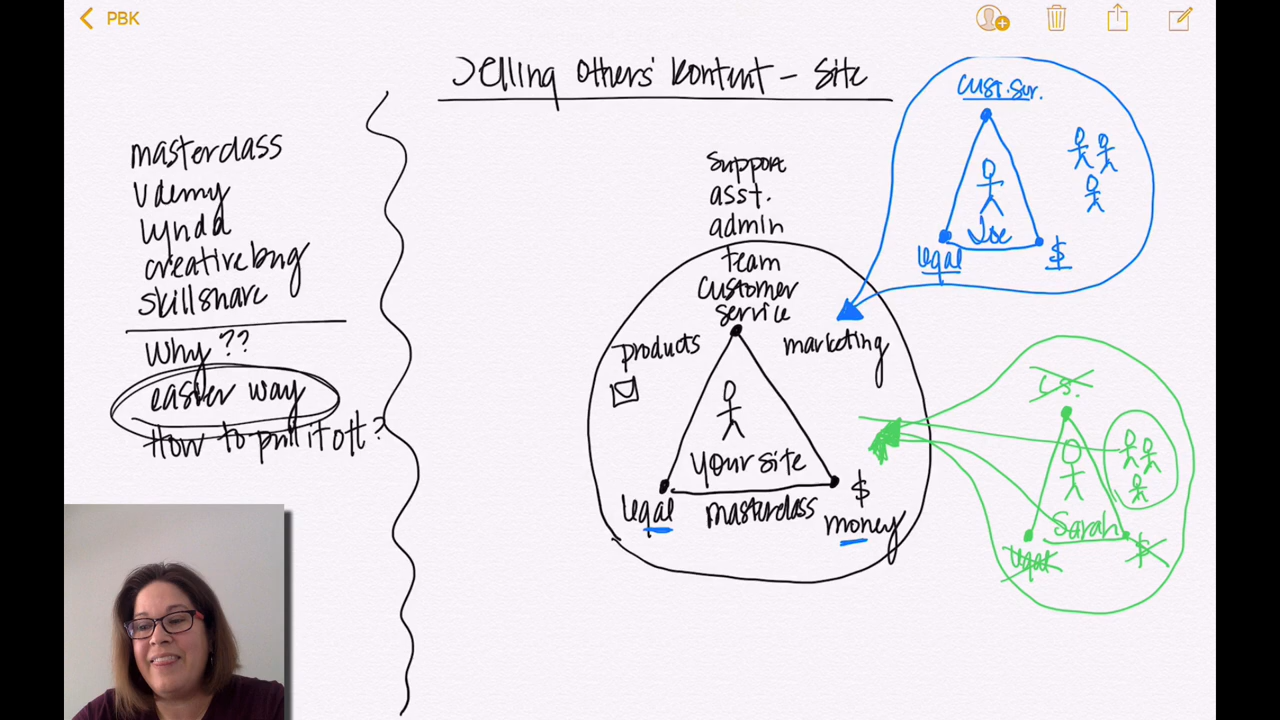 PBK
Selling Others' Kontent - Site
masterclass
Udemy
Lynda
creativebug
skillshare
Why ??
easier way
How to pull it off?
support
asst.
admin
team
customer
service
products
marketing
your site
legal
masterclass
$
money
cust. sur.
Joe
legal
$
c.s.
Sarah
legal
$